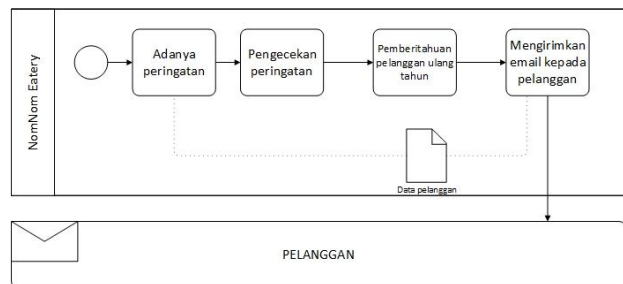 NomNom Eatery
Adanya
peringatan
Pengecekan
peringatan
Pemberitahuan
pelanggan ulang
tahun
Mengirimkan
email kepada
pelanggan
Data pelanggan
PELANGGAN